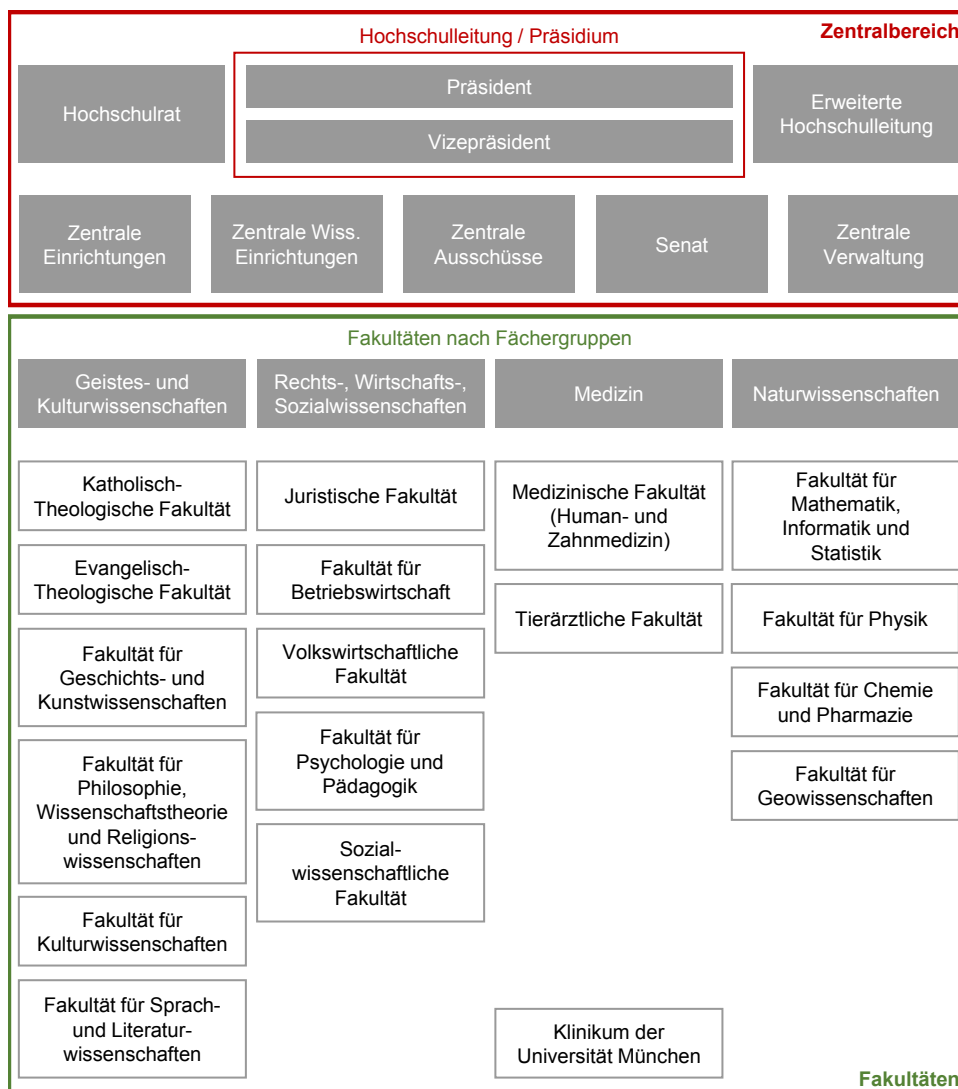 Zentralbereich
Hochschulleitung / Präsidium
Hochschulrat
Präsident
Vizepräsident
Erweiterte
Hochschulleitung
Zentrale
Einrichtungen
Zentrale Wiss.
Einrichtungen
Zentrale
Ausschüsse
Senat
Zentrale
Verwaltung
Fakultäten nach Fächergruppen
Geistes- und
Kulturwissenschaften
Rechts-, Wirtschafts-,
Sozialwissenschaften
Medizin
Naturwissenschaften
Katholisch-
Theologische Fakultät
Evangelisch-
Theologische Fakultät
Fakultät für
Geschichts- und
Kunstwissenschaften
Fakultät für
Philosophie,
Wissenschaftstheorie
und Religions-
wissenschaften
Fakultät für
Kulturwissenschaften
Fakultät für Sprach-
und Literatur-
wissenschaften
Juristische Fakultät
Fakultät für
Betriebswirtschaft
Volkswirtschaftliche
Fakultät
Fakultät für
Psychologie und
Pädagogik
Sozial-
wissenschaftliche
Fakultät
Medizinische Fakultät
(Human- und
Zahnmedizin)
Tierärztliche Fakultät
Klinikum der
Universität München
Fakultät für
Mathematik,
Informatik und
Statistik
Fakultät für Physik
Fakultät für Chemie
und Pharmazie
Fakultät für
Geowissenschaften
Fakultäten